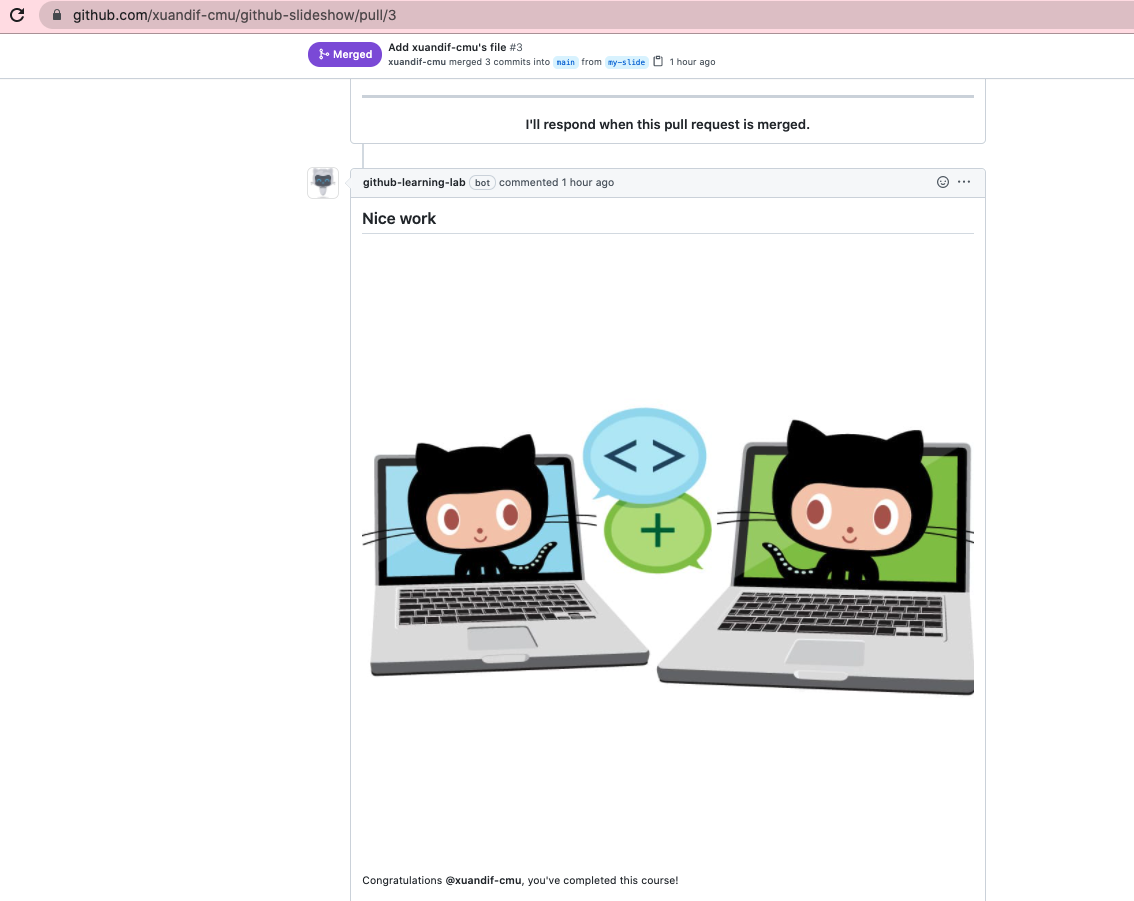 github.com/xuandif-cmu/github-slideshow/pull/3
Merged
Add xuandif-cmu's file #3
xuandif-cmu merged 3 commits into main from my-slide 1 hour ago
I'll respond when this pull request is merged.
github-learning-lab bot commented 1 hour ago
Nice work
< >
+
Congratulations @xuandif-cmu, you've completed this course!